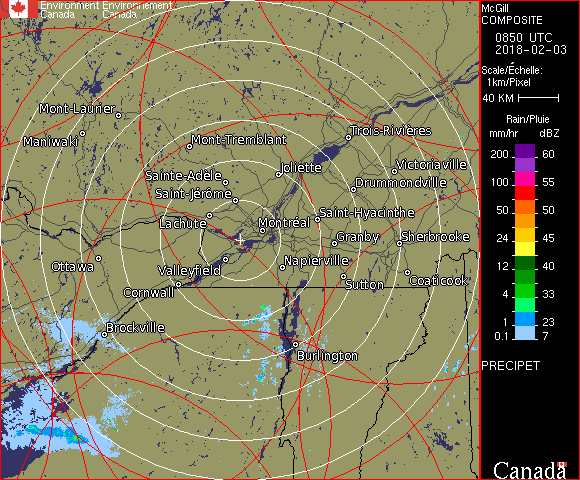 Environment Environnement
Canada Canada
McGill
COMPOSITE
0850 UTC
2018-02-03
Scale/Échelle:
1km/Pixel
40 KM
Rain/Pluie
mm/hr dBZ
200 60
100 55
50 50
24 45
12 40
4 33
1 23
0.1 7
PRECIPET
Mont-Laurier
Maniwaki
Mont-Tremblant
Trois-Rivières
Sainte-Adèle
Joliette
Victoriaville
Saint-Jérôme
Drummondville
Lachute
Montréal
Saint-Hyacinthe
Granby
Sherbrooke
Ottawa
Valleyfield
Napierville
Cornwall
Sutton
Coaticook
Brockville
Burlington
Canada